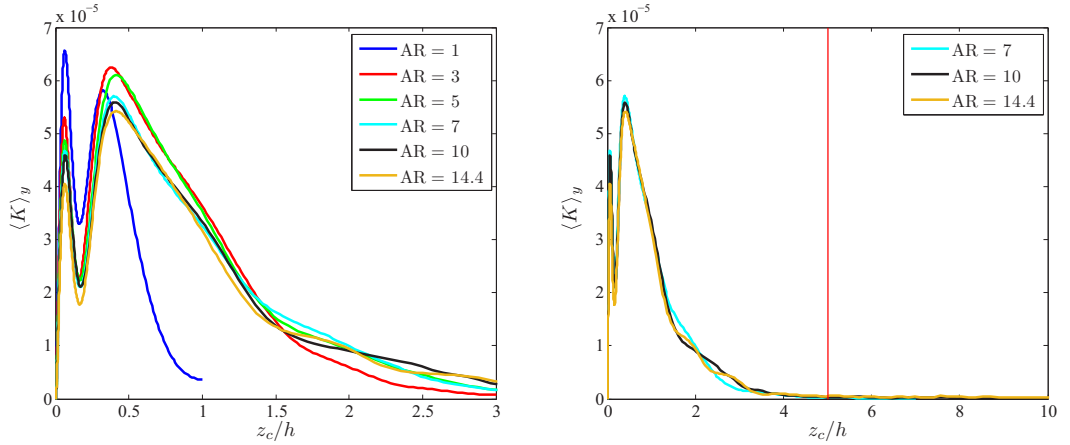 x 10⁻⁵
7
6
5
4
3
2
1
0
0
0.5
1
1.5
2
2.5
3
z_c/h
⟨K⟩_y
AR = 1
AR = 3
AR = 5
AR = 7
AR = 10
AR = 14.4
x 10⁻⁵
7
6
5
4
3
2
1
0
0
2
4
6
8
10
z_c/h
⟨K⟩_y
AR = 7
AR = 10
AR = 14.4